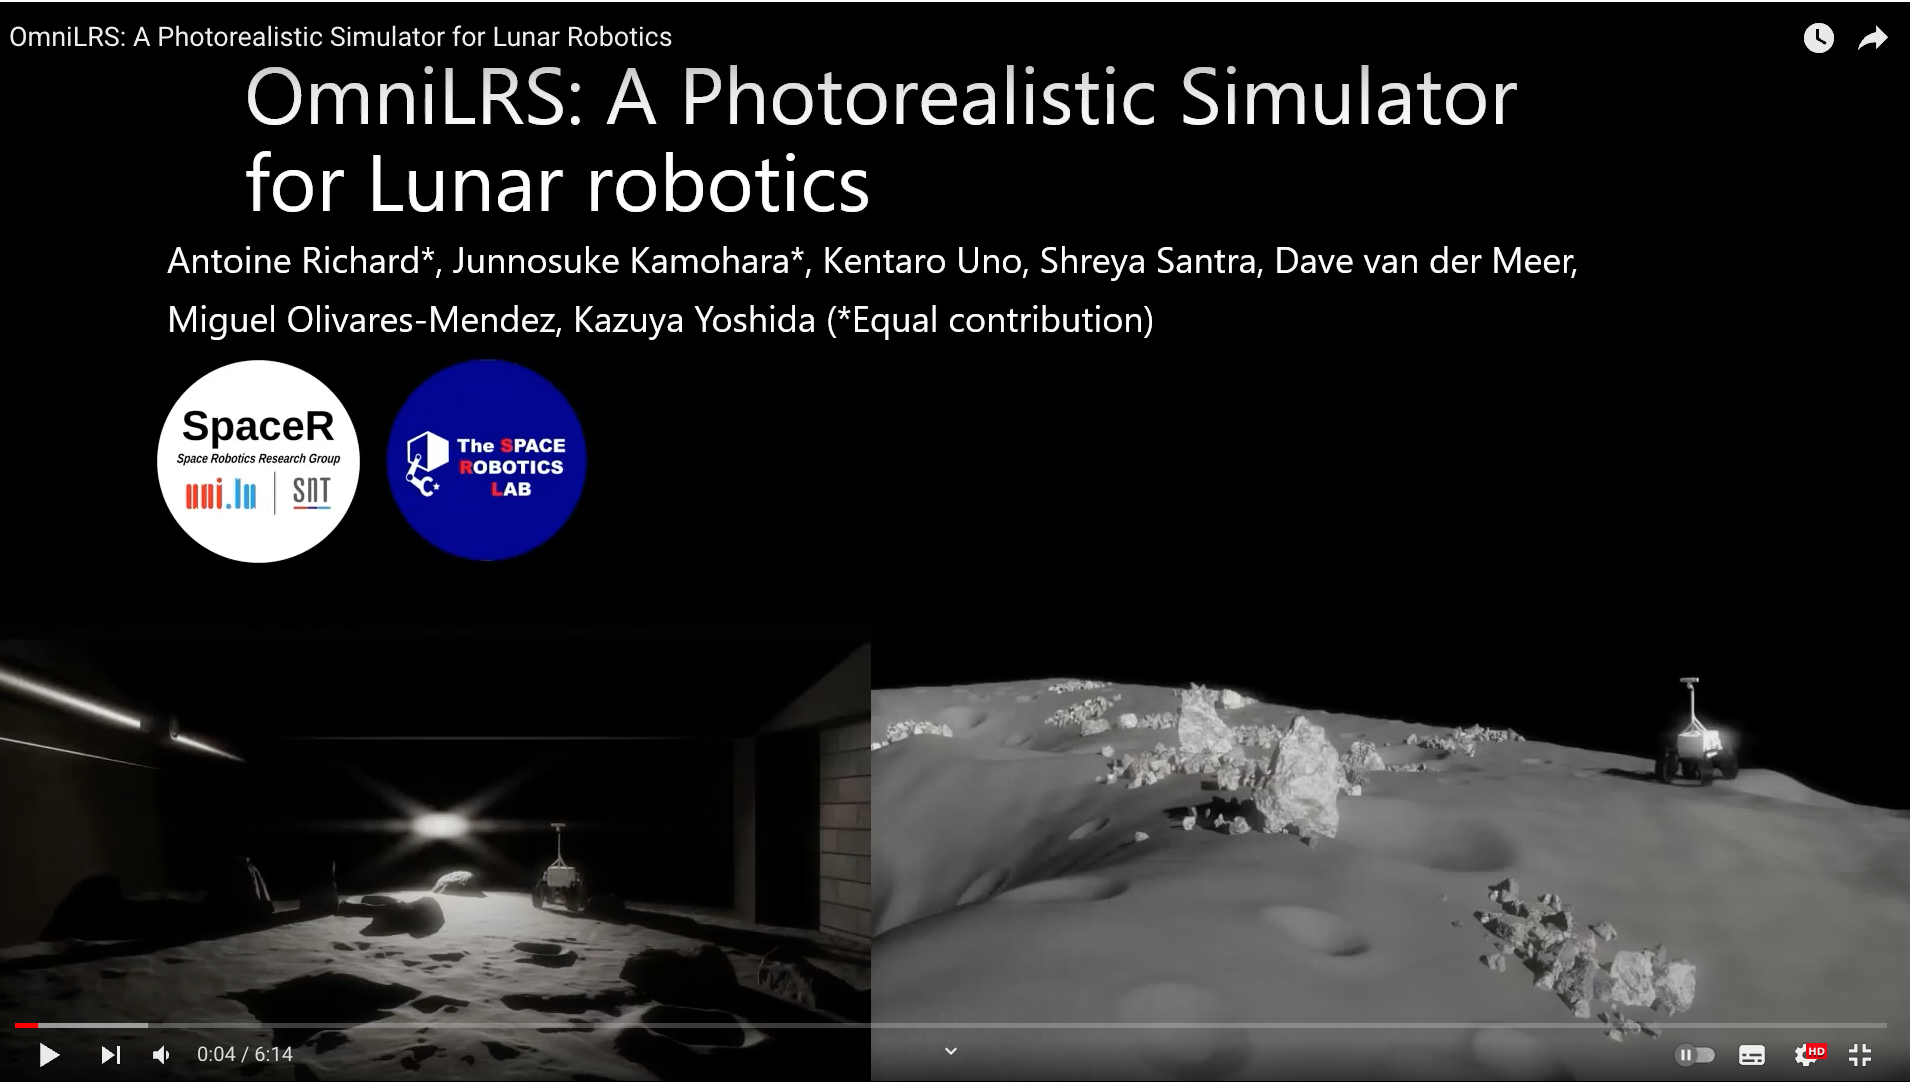 OmniLRS: A Photorealistic Simulator for Lunar Robotics
OmniLRS: A Photorealistic Simulator
for Lunar robotics
Antoine Richard*, Junnosuke Kamohara*, Kentaro Uno, Shreya Santra, Dave van der Meer,
Miguel Olivares-Mendez, Kazuya Yoshida (*Equal contribution)
SpaceR
Space Robotics Research Group
uni.lu
SNT
The SPACE
ROBOTICS
LAB
0:04 / 6:14
HD